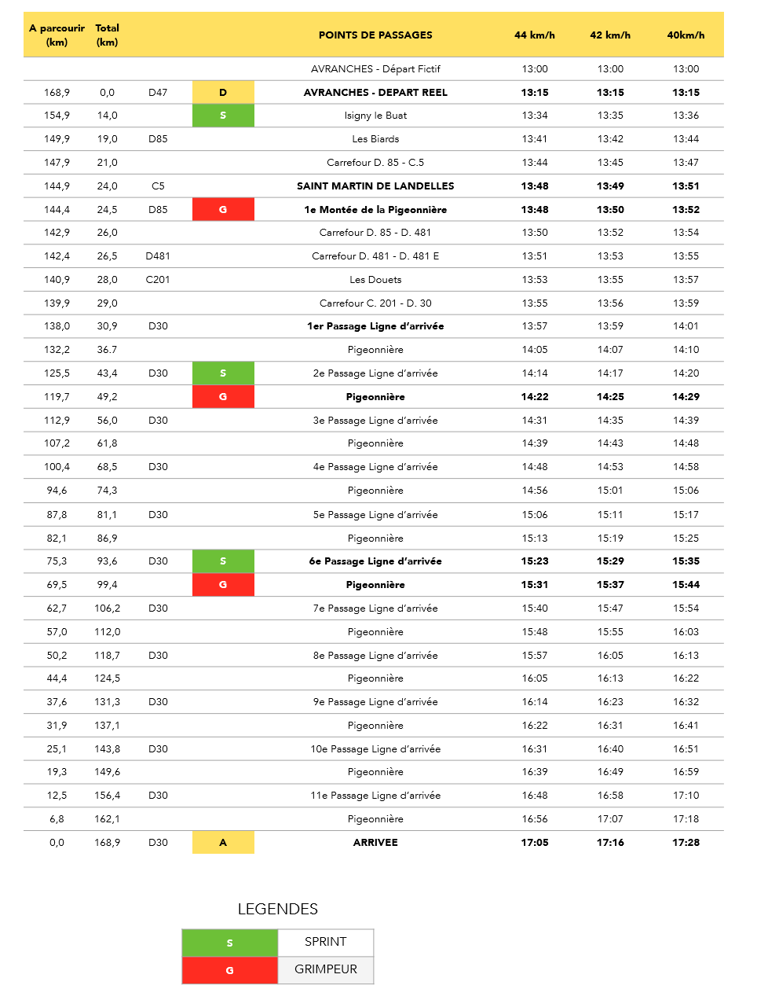 A parcourir (km) Total (km) POINTS DE PASSAGES 44 km/h 42 km/h 40km/h
AVRANCHES - Départ Fictif 13:00 13:00 13:00
168,9 0,0 D47 D AVRANCHES - DEPART REEL 13:15 13:15 13:15
154,9 14,0 S Isigny le Buat 13:34 13:35 13:36
149,9 19,0 D85 Les Biards 13:41 13:42 13:44
147,9 21,0 Carrefour D. 85 - C.5 13:44 13:45 13:47
144,9 24,0 C5 SAINT MARTIN DE LANDELLES 13:48 13:49 13:51
144,4 24,5 D85 G 1e Montée de la Pigeonnière 13:48 13:50 13:52
142,9 26,0 Carrefour D. 85 - D. 481 13:50 13:52 13:54
142,4 26,5 D481 Carrefour D. 481 - D. 481 E 13:51 13:53 13:55
140,9 28,0 C201 Les Douets 13:53 13:55 13:57
139,9 29,0 Carrefour C. 201 - D. 30 13:55 13:56 13:59
138,0 30,9 D30 1er Passage Ligne d’arrivée 13:57 13:59 14:01
132,2 36.7 Pigeonnière 14:05 14:07 14:10
125,5 43,4 D30 S 2e Passage Ligne d’arrivée 14:14 14:17 14:20
119,7 49,2 G Pigeonnière 14:22 14:25 14:29
112,9 56,0 D30 3e Passage Ligne d’arrivée 14:31 14:35 14:39
107,2 61,8 Pigeonnière 14:39 14:43 14:48
100,4 68,5 D30 4e Passage Ligne d’arrivée 14:48 14:53 14:58
94,6 74,3 Pigeonnière 14:56 15:01 15:06
87,8 81,1 D30 5e Passage Ligne d’arrivée 15:06 15:11 15:17
82,1 86,9 Pigeonnière 15:13 15:19 15:25
75,3 93,6 D30 S 6e Passage Ligne d’arrivée 15:23 15:29 15:35
69,5 99,4 G Pigeonnière 15:31 15:37 15:44
62,7 106,2 D30 7e Passage Ligne d’arrivée 15:40 15:47 15:54
57,0 112,0 Pigeonnière 15:48 15:55 16:03
50,2 118,7 D30 8e Passage Ligne d’arrivée 15:57 16:05 16:13
44,4 124,5 Pigeonnière 16:05 16:13 16:22
37,6 131,3 D30 9e Passage Ligne d’arrivée 16:14 16:23 16:32
31,9 137,1 Pigeonnière 16:22 16:31 16:41
25,1 143,8 D30 10e Passage Ligne d’arrivée 16:31 16:40 16:51
19,3 149,6 Pigeonnière 16:39 16:49 16:59
12,5 156,4 D30 11e Passage Ligne d’arrivée 16:48 16:58 17:10
6,8 162,1 Pigeonnière 16:56 17:07 17:18
0,0 168,9 D30 A ARRIVEE 17:05 17:16 17:28
LEGENDES
S SPRINT
G GRIMPEUR